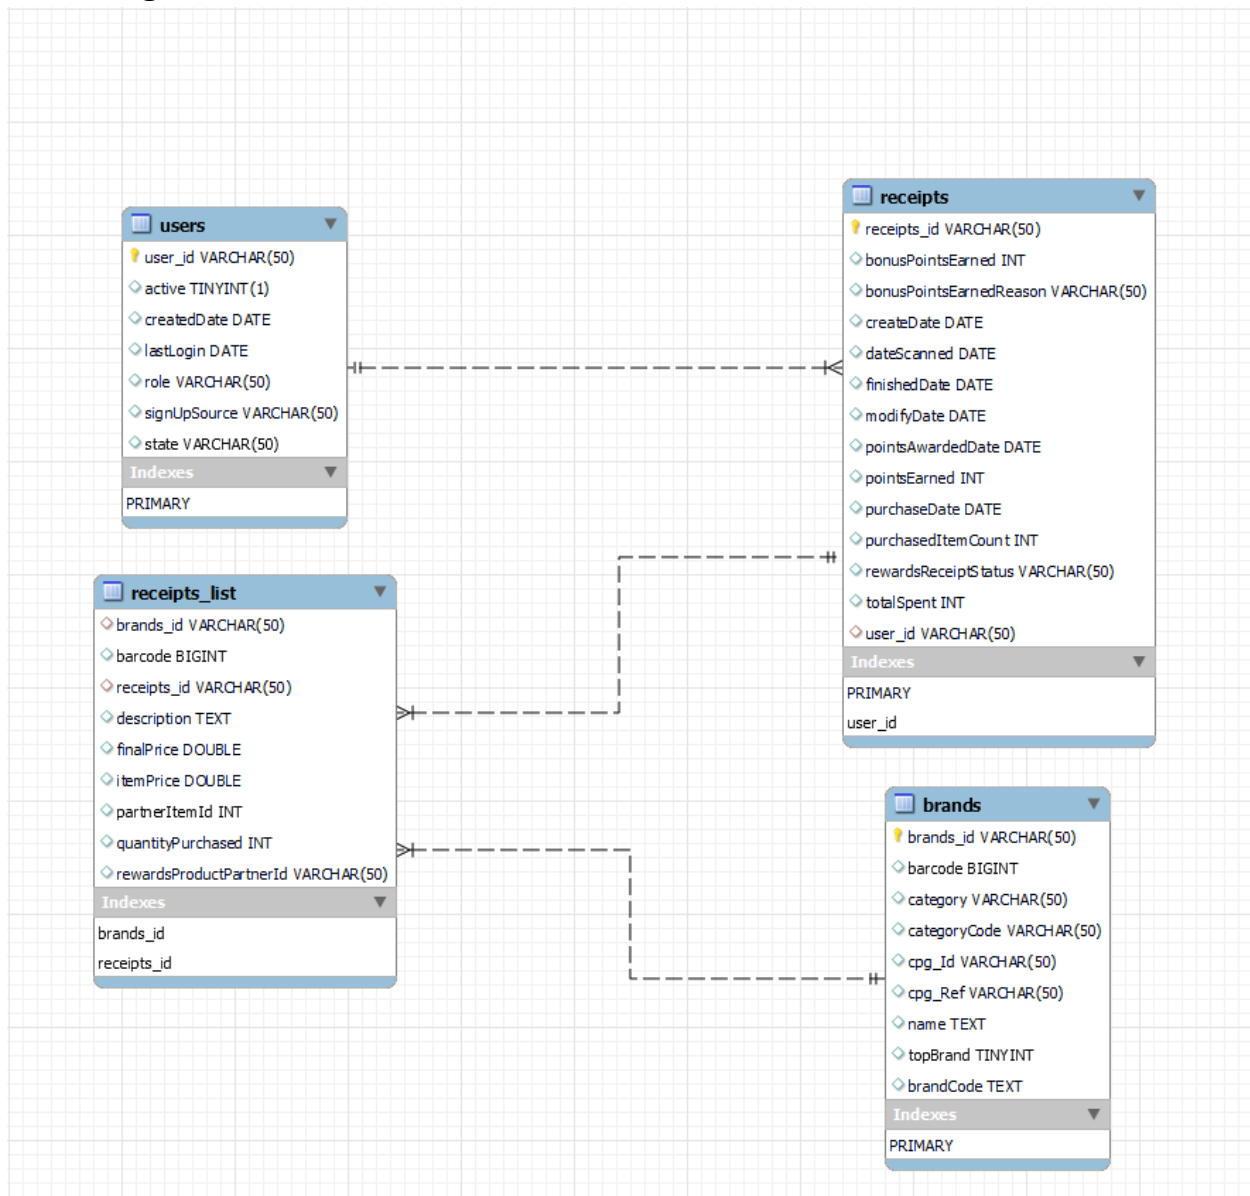 users
user_id VARCHAR(50)
active TINYINT(1)
createdDate DATE
lastLogin DATE
role VARCHAR(50)
signUpSource VARCHAR(50)
state VARCHAR(50)
Indexes
PRIMARY
receipts
receipts_id VARCHAR(50)
bonusPointsEarned INT
bonusPointsEarnedReason VARCHAR(50)
createDate DATE
dateScanned DATE
finishedDate DATE
modifyDate DATE
pointsAwardedDate DATE
pointsEarned INT
purchaseDate DATE
purchasedItemCount INT
rewardsReceiptStatus VARCHAR(50)
totalSpent INT
user_id VARCHAR(50)
Indexes
PRIMARY
user_id
receipts_list
brands_id VARCHAR(50)
barcode BIGINT
receipts_id VARCHAR(50)
description TEXT
finalPrice DOUBLE
itemPrice DOUBLE
partnerItemId INT
quantityPurchased INT
rewardsProductPartnerId VARCHAR(50)
Indexes
brands_id
receipts_id
brands
brands_id VARCHAR(50)
barcode BIGINT
category VARCHAR(50)
categoryCode VARCHAR(50)
cpg_Id VARCHAR(50)
cpg_Ref VARCHAR(50)
name TEXT
topBrand TINYINT
brandCode TEXT
Indexes
PRIMARY